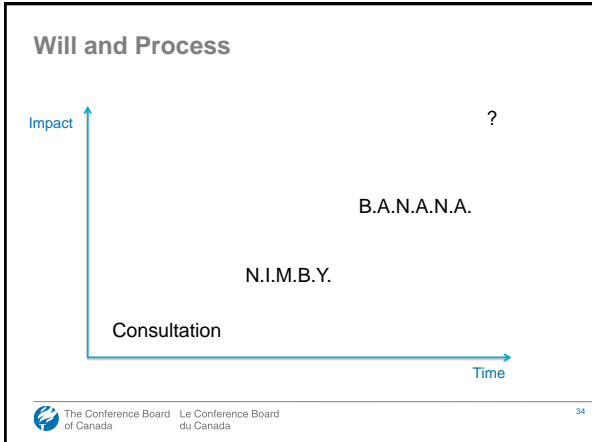 Will and Process
Impact
?
B.A.N.A.N.A.
N.I.M.B.Y.
Consultation
Time
The Conference Board
of Canada
Le Conference Board
du Canada
34